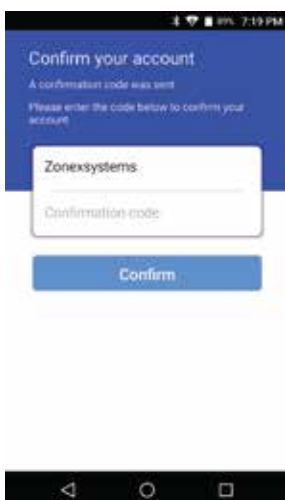 7:19 PM
Confirm your account
A confirmation code was sent
Please enter the code below to confirm your
account
Zonexsystems
Confirmation code
Confirm